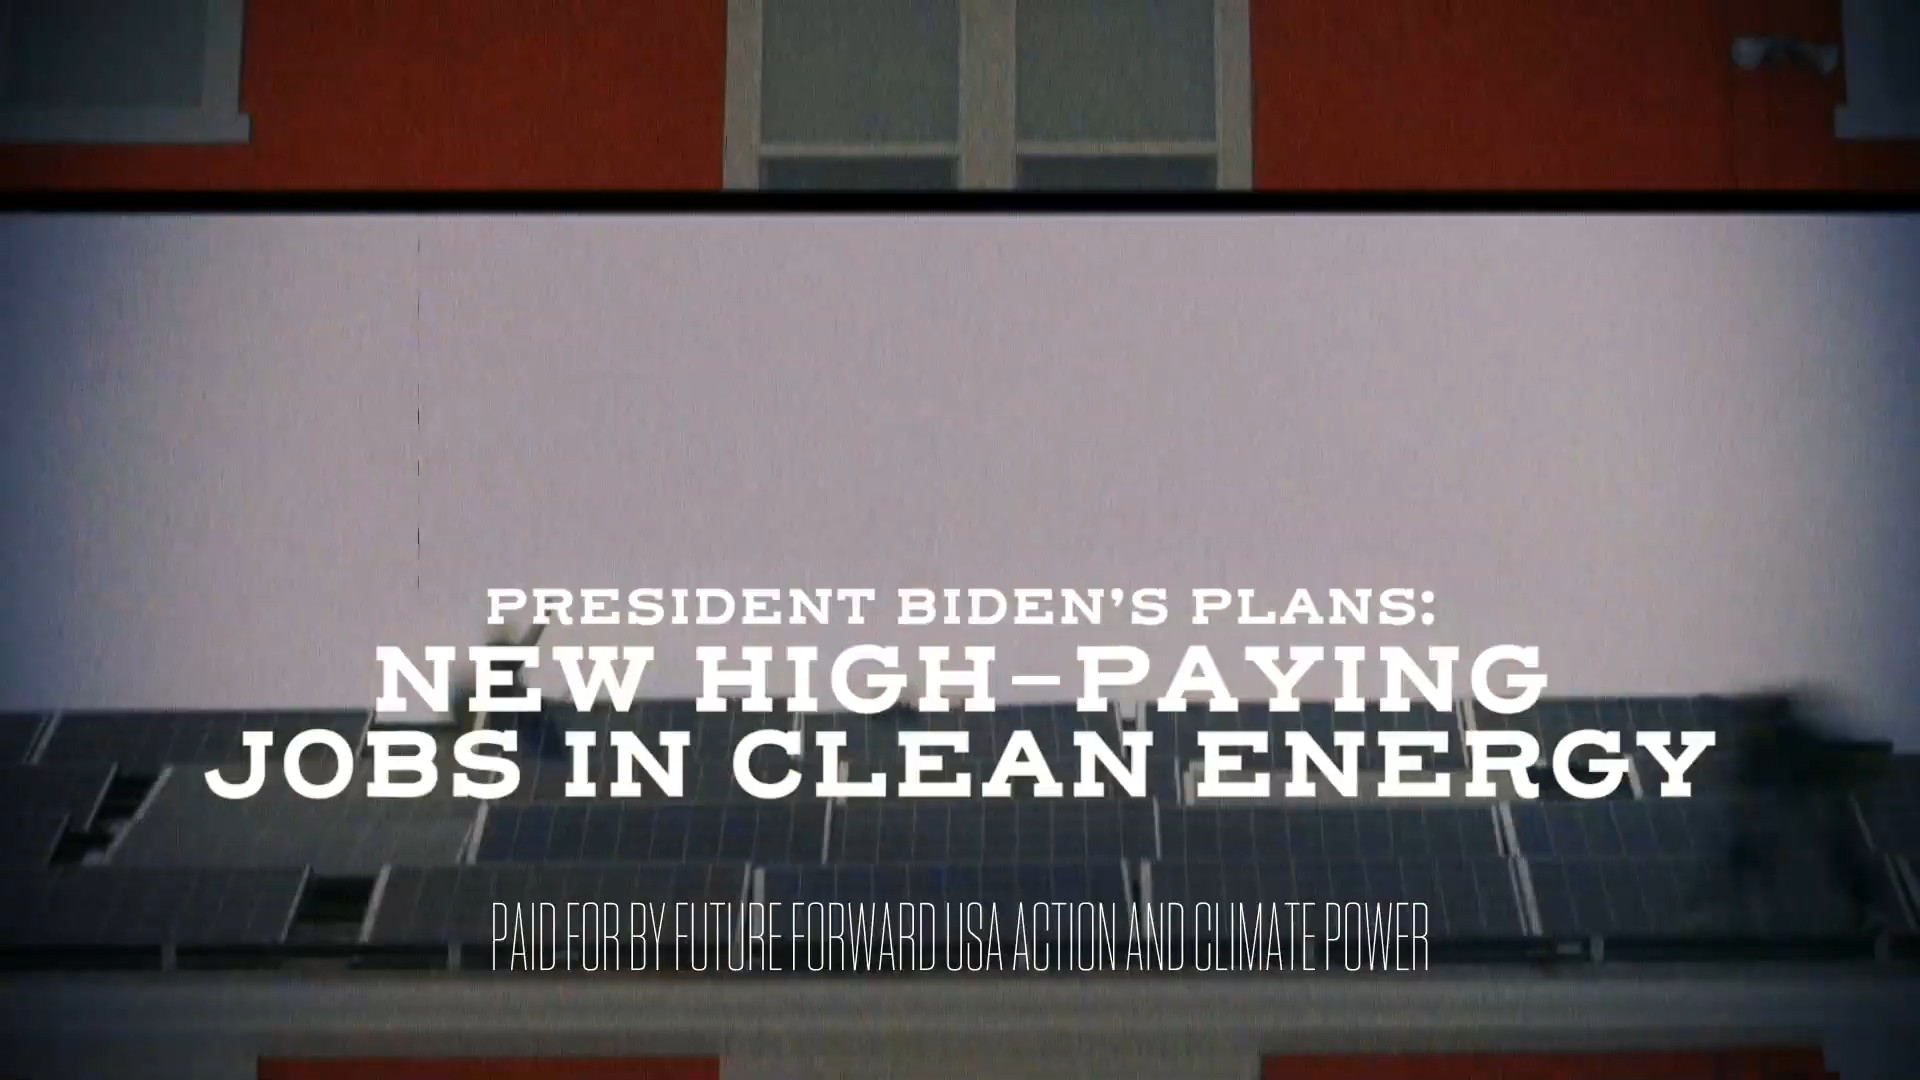 PRESIDENT BIDEN'S PLANS:
NEW HIGH-PAYING
JOBS IN CLEAN ENERGY
PAID FOR BY FUTURE FORWARD USA ACTION AND CLIMATE POWER